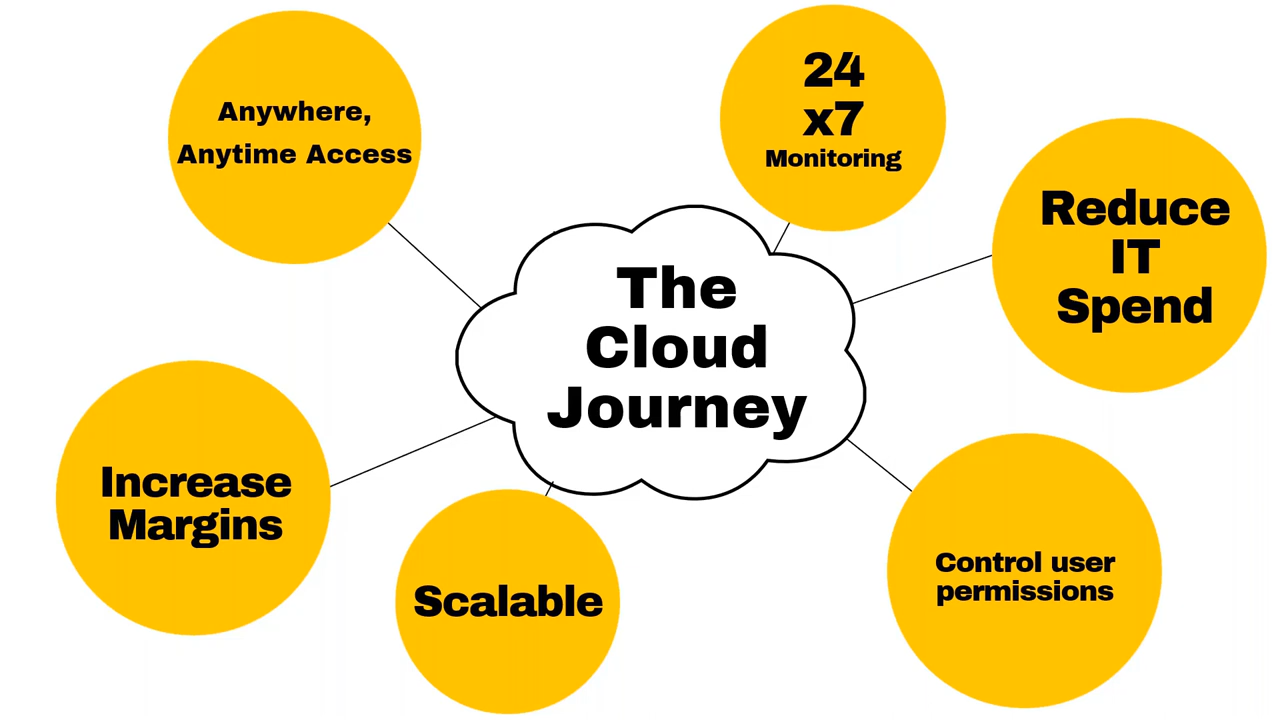 Anywhere,
Anytime Access
24
x7
Monitoring
Reduce
IT
Spend
The
Cloud
Journey
Increase
Margins
Scalable
Control user
permissions